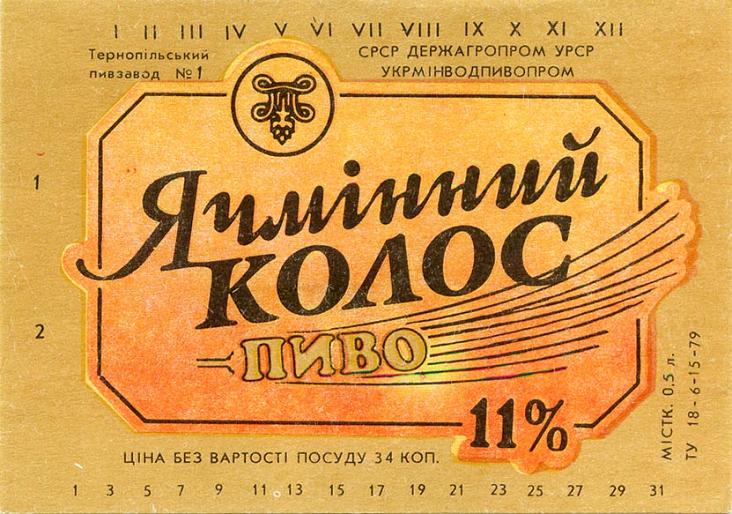 I II III IV V VI VII VIII IX X XI XII
Тернопільський
пивзавод №1
СРСР ДЕРЖАГРОПРОМ УРСР
УКРМІНВОДПИВОПРОМ
1
Ячмінний
КОЛОС
2
ПИВО
11%
МІСТК. 0,5 л.
ТУ 18-6-15-79
ЦІНА БЕЗ ВАРТОСТІ ПОСУДУ 34 КОП.
1 3 5 7 9 11 13 15 17 19 21 23 25 27 29 31